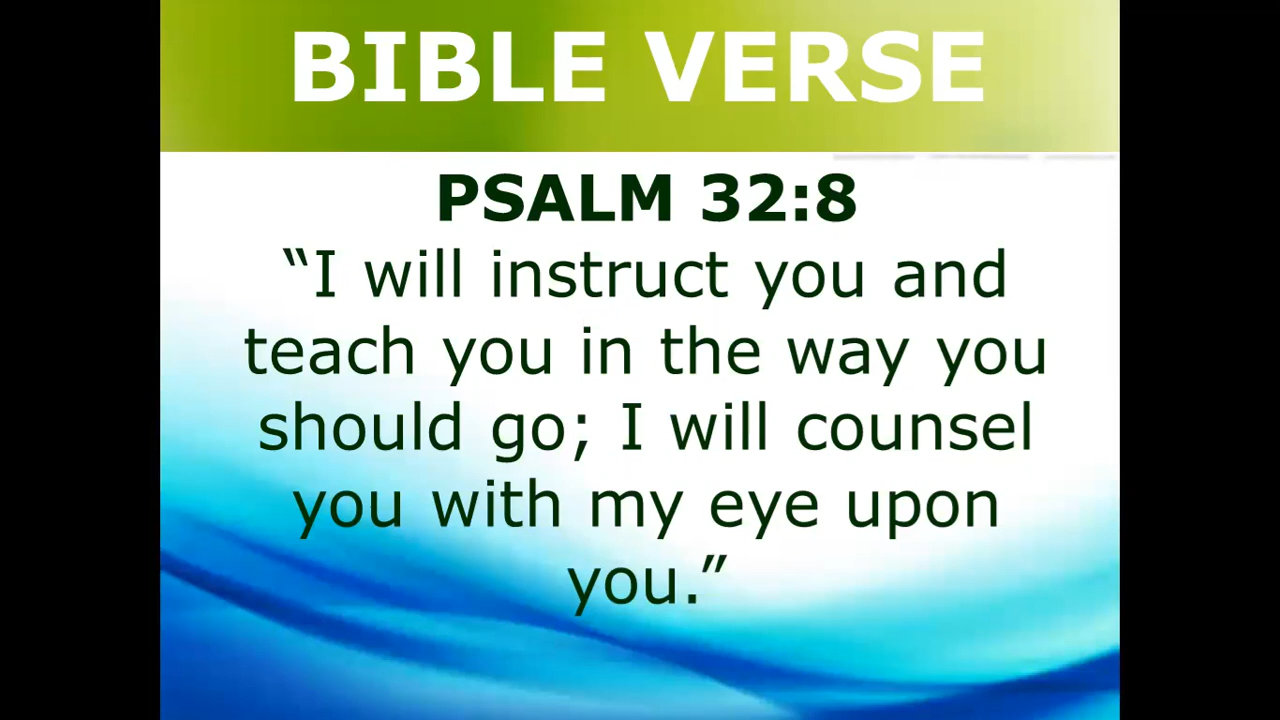 BIBLE VERSE
PSALM 32:8
“I will instruct you and
teach you in the way you
should go; I will counsel
you with my eye upon
you.”